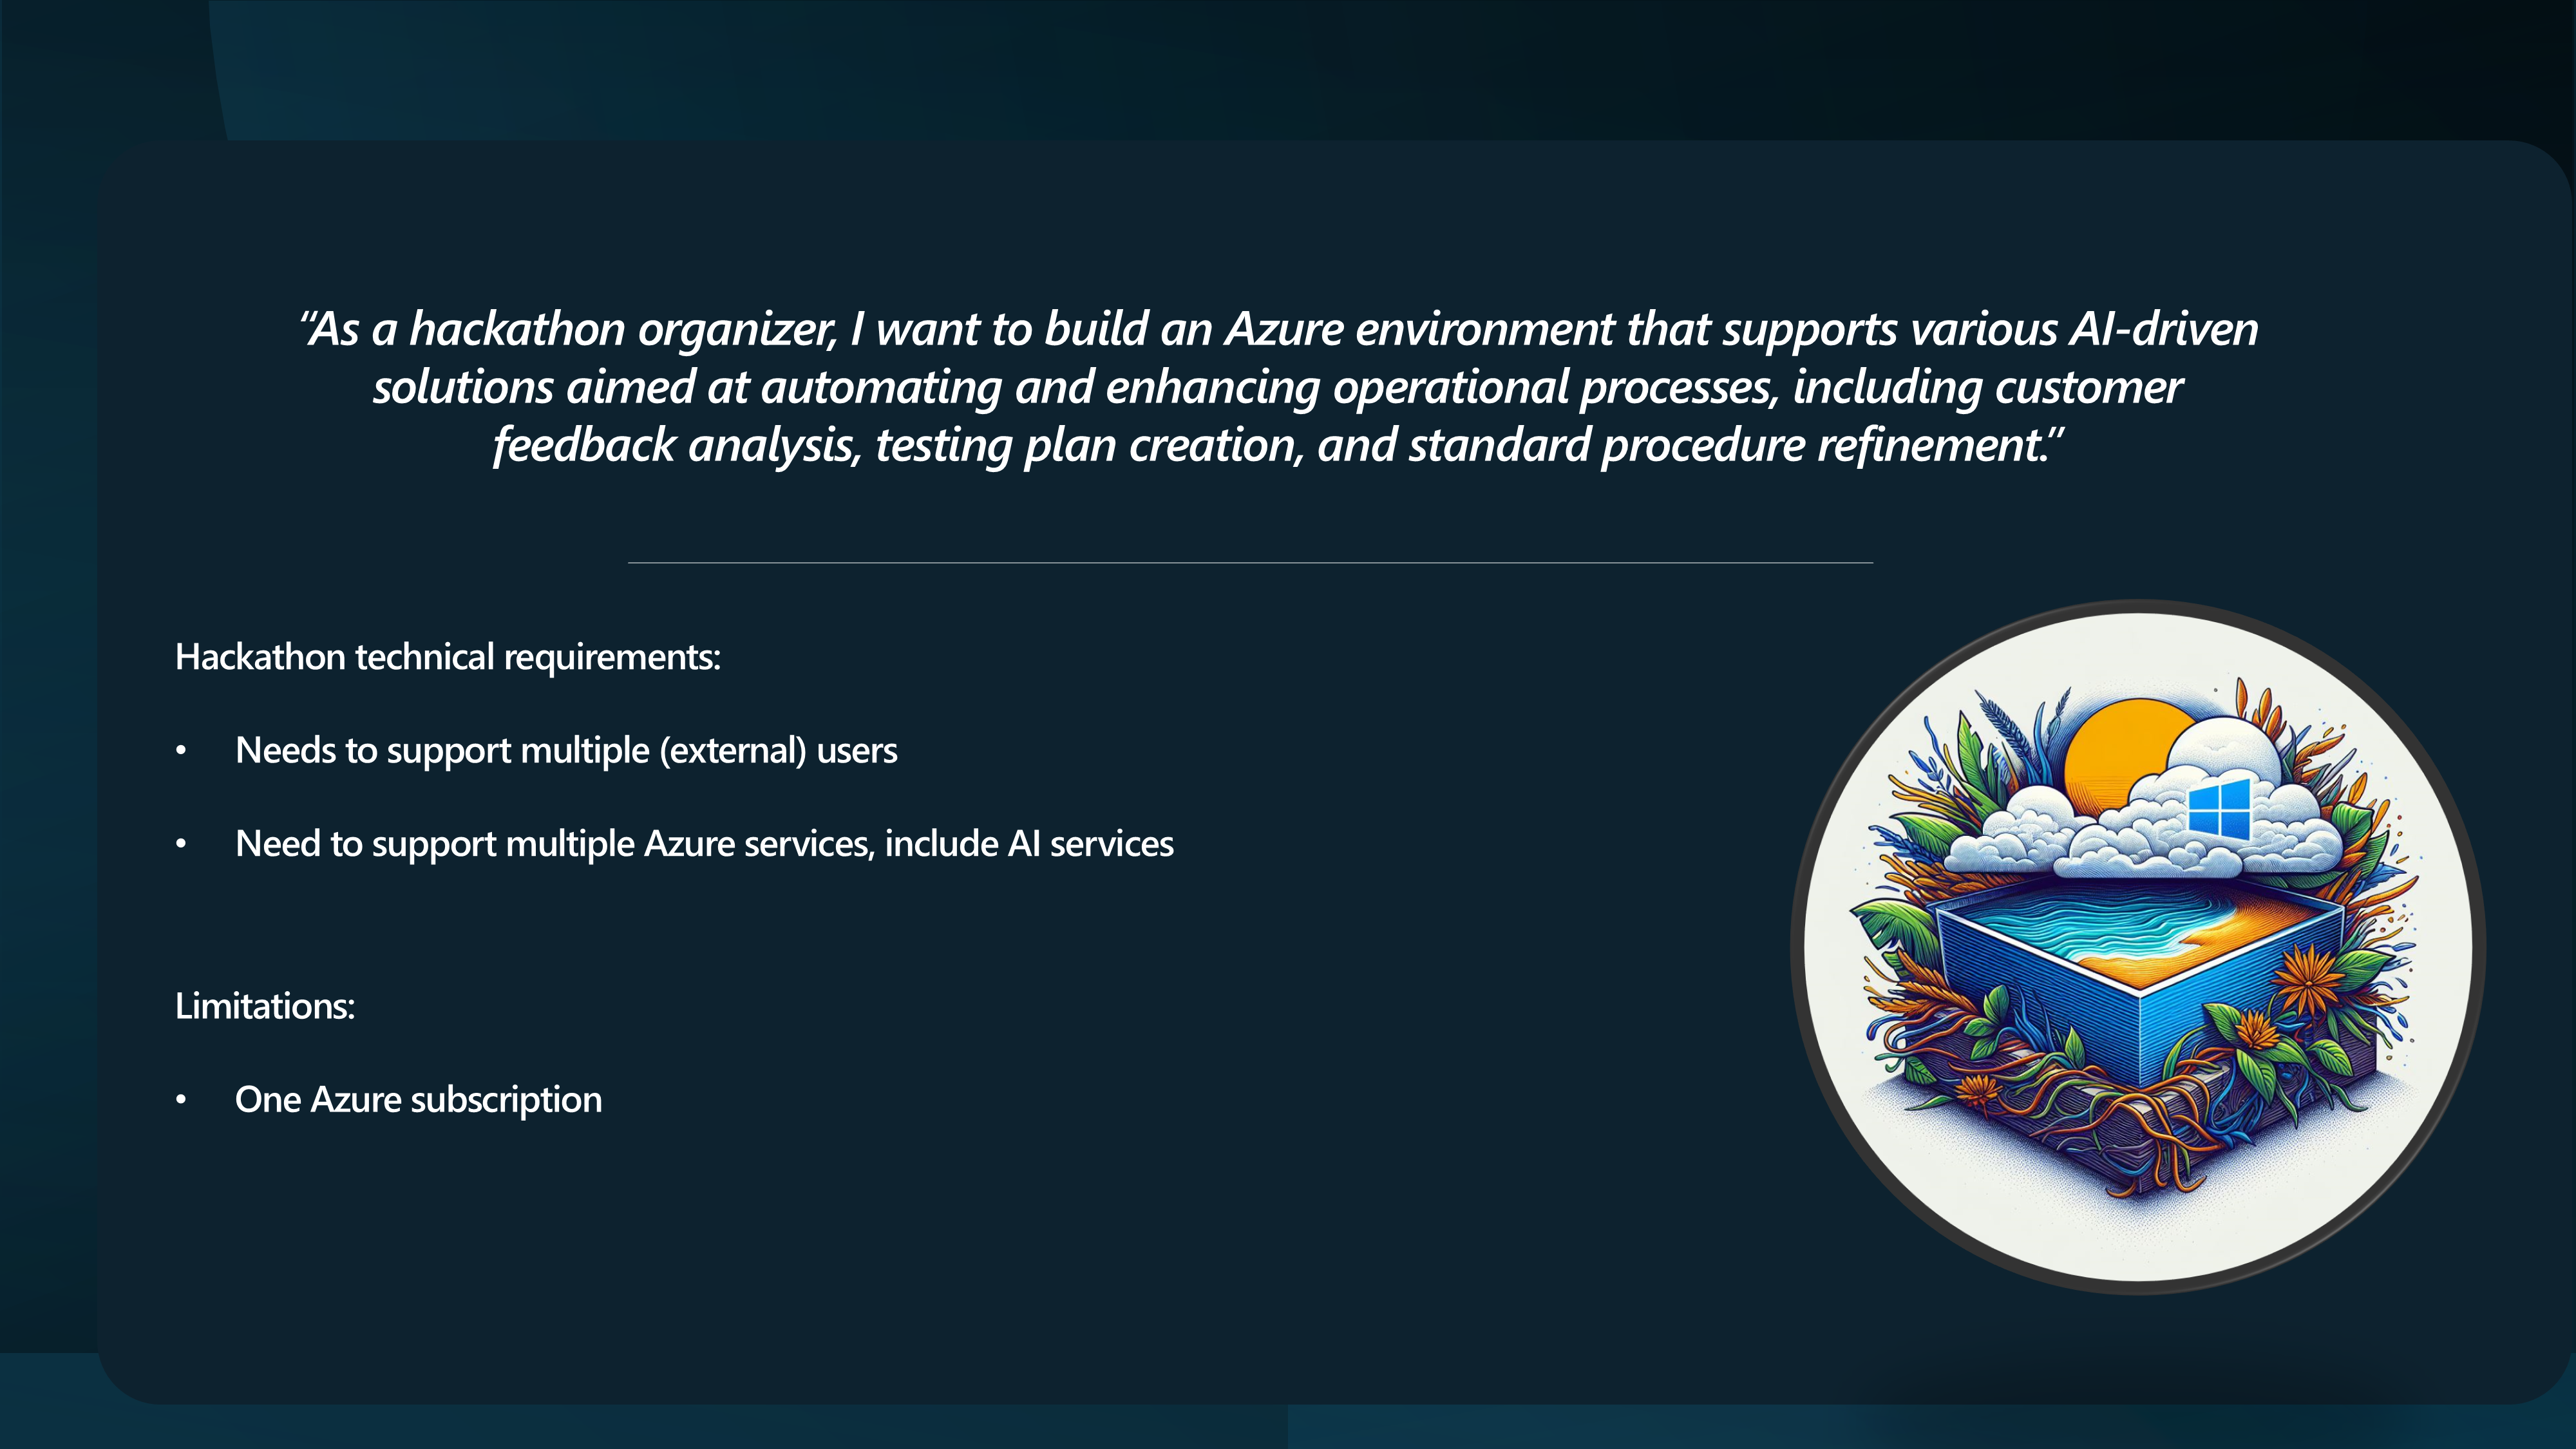 “As a hackathon organizer, I want to build an Azure environment that supports various AI-driven
solutions aimed at automating and enhancing operational processes, including customer
feedback analysis, testing plan creation, and standard procedure refinement.”
Hackathon technical requirements:
• Needs to support multiple (external) users
• Need to support multiple Azure services, include AI services
Limitations:
• One Azure subscription